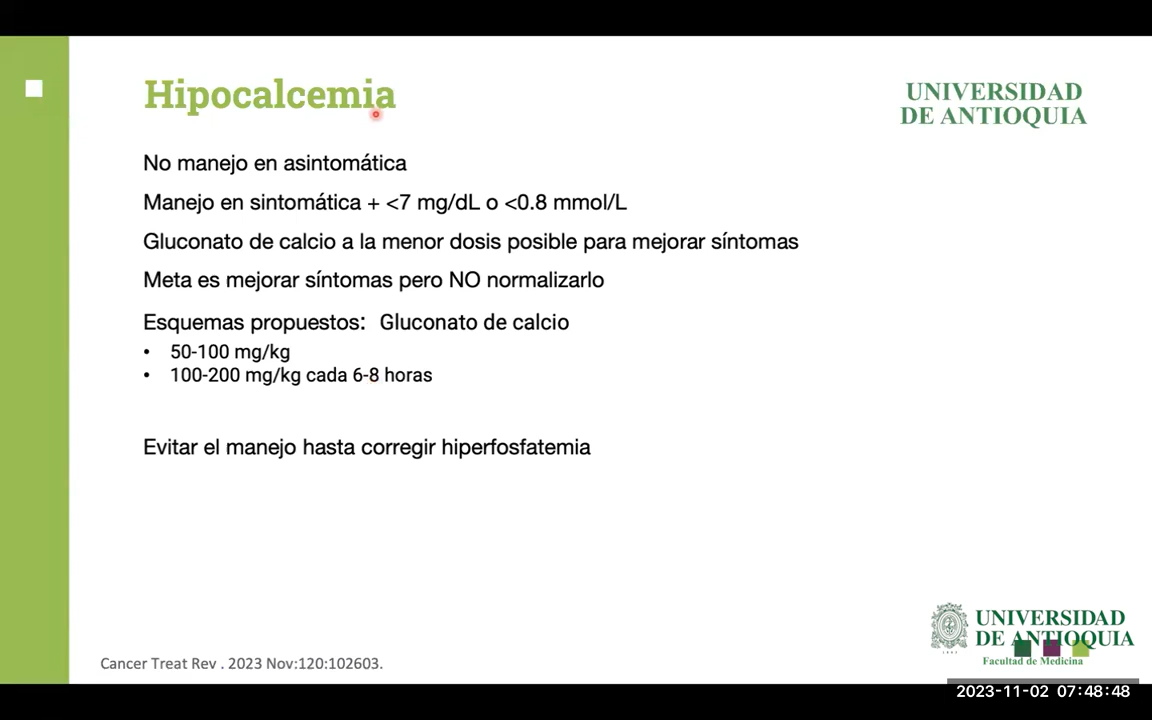 Hipocalcemia
UNIVERSIDAD
DE ANTIOQUIA
No manejo en asintomática
Manejo en sintomática + <7 mg/dL o <0.8 mmol/L
Gluconato de calcio a la menor dosis posible para mejorar síntomas
Meta es mejorar síntomas pero NO normalizarlo
Esquemas propuestos: Gluconato de calcio
• 50-100 mg/kg
• 100-200 mg/kg cada 6-8 horas
Evitar el manejo hasta corregir hiperfosfatemia
UNIVERSIDAD
DE ANTIOQUIA
Facultad de Medicina
Cancer Treat Rev . 2023 Nov:120:102603.
2023-11-02 07:48:48